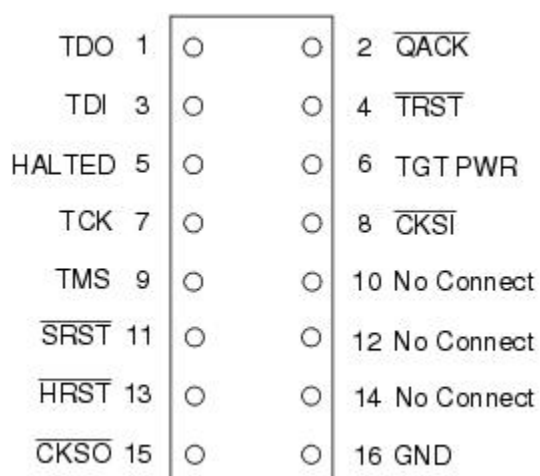 TDO 1 2 QACK
TDI 3 4 TRST
HALTED 5 6 TGT PWR
TCK 7 8 CKSI
TMS 9 10 No Connect
SRST 11 12 No Connect
HRST 13 14 No Connect
CKSO 15 16 GND